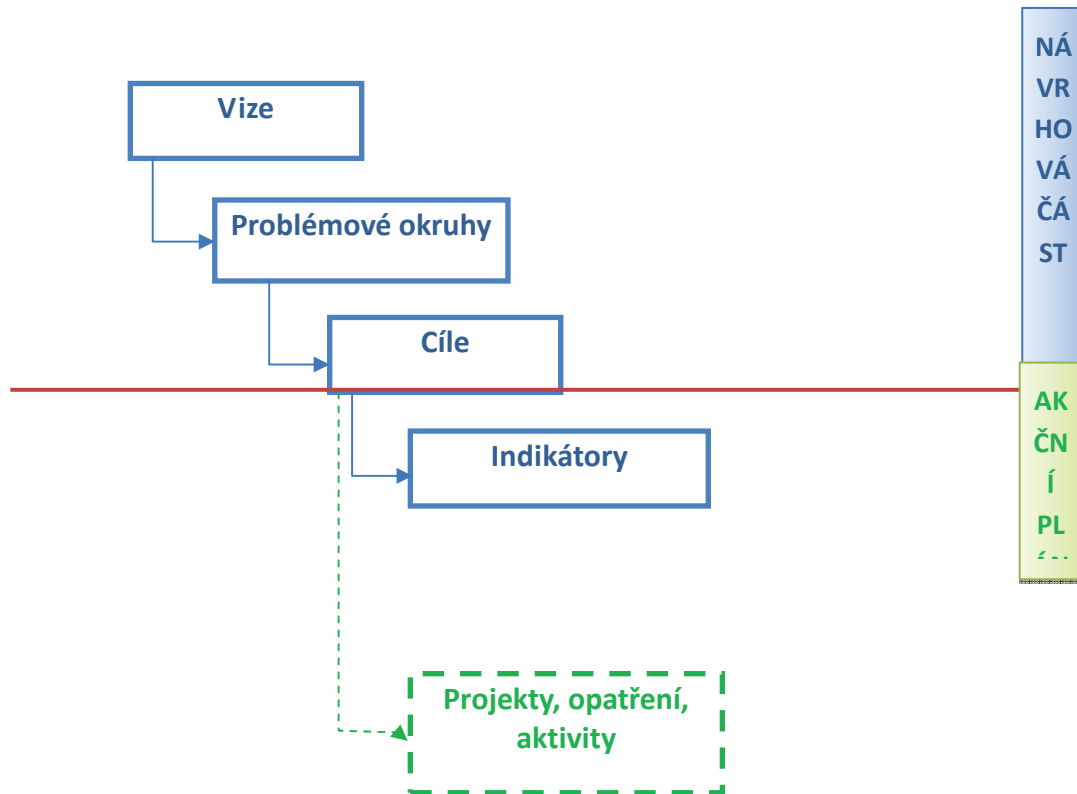 Vize
Problémové okruhy
Cíle
Indikátory
Projekty, opatření,
aktivity
NÁ
VR
HO
VÁ
ČÁ
ST
AK
ČN
Í
PL